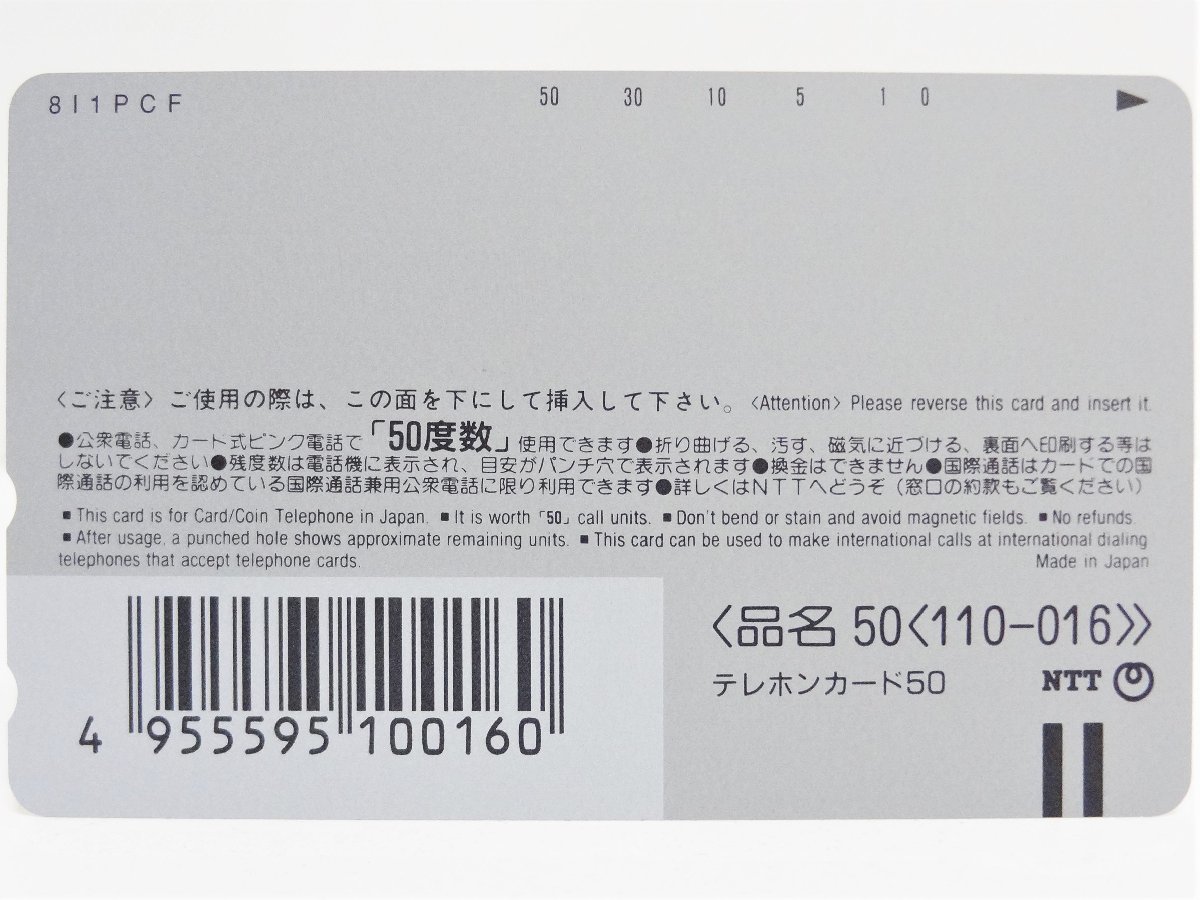 8I1PCF 50 30 10 5 1 0
〈ご注意〉ご使用の際は、この面を下にして挿入して下さい。〈Attention〉Please reverse this card and insert it.
●公衆電話、カード式ピンク電話で「50度数」使用できます●折り曲げる、汚す、磁気に近づける、裏面へ印刷する等は
しないでください●残度数は電話機に表示され、目安がパンチ穴で表示されます●換金はできません●国際通話はカードでの国
際通話の利用を認めている国際通話兼用公衆電話に限り利用できます●詳しくはNTTへどうぞ（窓口の約款もご覧ください）
■This card is for Card/Coin Telephone in Japan. ■It is worth「50」call units. ■Don't bend or stain and avoid magnetic fields. ■No refunds.
■After usage, a punched hole shows approximate remaining units. ■This card can be used to make international calls at international dialing
telephones that accept telephone cards. Made in Japan
〈品名 50〈110-016〉〉
テレホンカード50 NTT
4 955595 100160